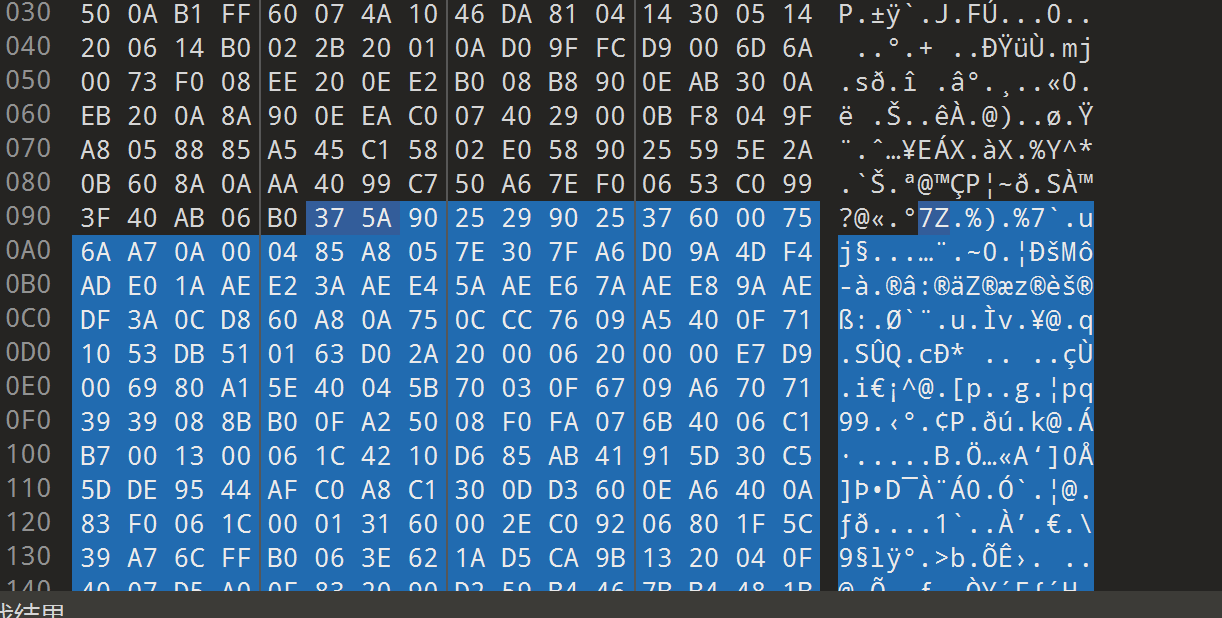 030 50 0A B1 FF 60 07 4A 10 46 DA 81 04 14 30 05 14 P.±ÿ`.J.FÚ...0..
040 20 06 14 B0 02 2B 20 01 0A D0 9F FC D9 00 6D 6A ..°.+ ..ÐŸüÙ.mj
050 00 73 F0 08 EE 20 0E E2 B0 08 B8 90 0E AB 30 0A .sð.î .â°.¸..«0.
060 EB 20 0A 8A 90 0E EA C0 07 40 29 00 0B F8 04 9F ë .Š..êÀ.@)..ø.Ÿ
070 A8 05 88 85 A5 45 C1 58 02 E0 58 90 25 59 5E 2A ¨.ˆ…¥EÁX.àX.%Y^*
080 0B 60 8A 0A AA 40 99 C7 50 A6 7E F0 06 53 C0 99 .`Š.ª@™ÇP¦~ð.SÀ™
090 3F 40 AB 06 B0 37 5A 90 25 29 90 25 37 60 00 75 ?@«.°7Z.%).%7`.u
0A0 6A A7 0A 00 04 85 A8 05 7E 30 7F A6 D0 9A 4D F4 j§...…¨.~0.¦ÐšMô
0B0 AD E0 1A AE E2 3A AE E4 5A AE E6 7A AE E8 9A AE -à.®â:®äZ®æz®èš®
0C0 DF 3A 0C D8 60 A8 0A 75 0C CC 76 09 A5 40 0F 71 ß:.Ø`¨.u.Ìv.¥@.q
0D0 10 53 DB 51 01 63 D0 2A 20 00 06 20 00 00 E7 D9 .SÛQ.cÐ* .. ..çÙ
0E0 00 69 80 A1 5E 40 04 5B 70 03 0F 67 09 A6 70 71 .i€¡^@.[p..g.¦pq
0F0 39 39 08 8B B0 0F A2 50 08 F0 FA 07 6B 40 06 C1 99.‹°.¢P.ðú.k@.Á
100 B7 00 13 00 06 1C 42 10 D6 85 AB 41 91 5D 30 C5 ·.....B.Ö…«A‘]0Å
110 5D DE 95 44 AF C0 A8 C1 30 0D D3 60 0E A6 40 0A ]Þ•D¯À¨Á0.Ó`.¦@.
120 83 F0 06 1C 00 01 31 60 00 2E C0 92 06 80 1F 5C ƒð....1`..À’.€.\
130 39 A7 6C FF B0 06 3E 62 1A D5 CA 9B 13 20 04 0F 9§lÿ°.>b.ÕÊ›. ..